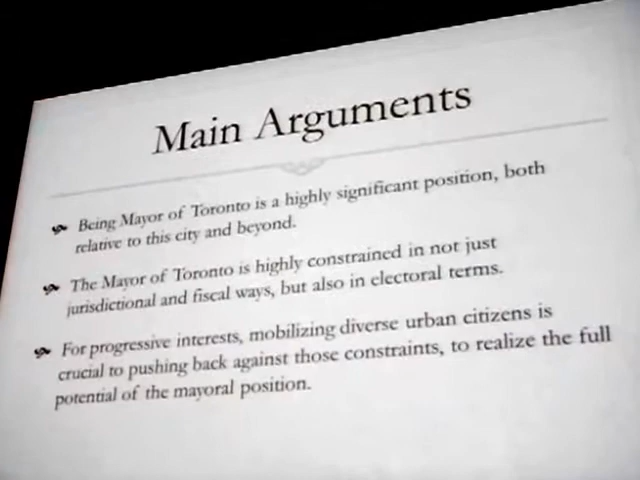 Main Arguments
Being Mayor of Toronto is a highly significant position, both
relative to this city and beyond.
The Mayor of Toronto is highly constrained in not just
jurisdictional and fiscal ways, but also in electoral terms.
For progressive interests, mobilizing diverse urban citizens is
crucial to pushing back against those constraints, to realize the full
potential of the mayoral position.